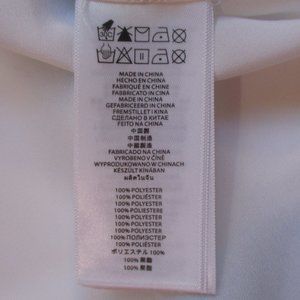 MADE IN CHINA
HECHO EN CHINA
FABRIQUÉ EN CHINE
FABBRICATO IN CINA
MADE IN CHINA
GEFABRICEERD IN CHINA
FREMSTILLET I KINA
СДЕЛАНО В КИТАЕ
FEITO NA CHINA
中国製
中国制造
中國製造
FABRICADO NA CHINA
VYROBENO V ČÍNĚ
WYPRODUKOWANO W CHINACH
KÉSZÜLT KÍNÁBAN
ผลิตในจีน
100% POLYESTER
100% POLIÉSTER
100% POLYESTER
100% POLIESTERE
100% POLYESTER
100% POLYESTER
100% POLYESTER
100% ПОЛИЭСТЕР
100% POLIÉSTER
ポリエステル 100%
100% 聚酯
100% 聚酯